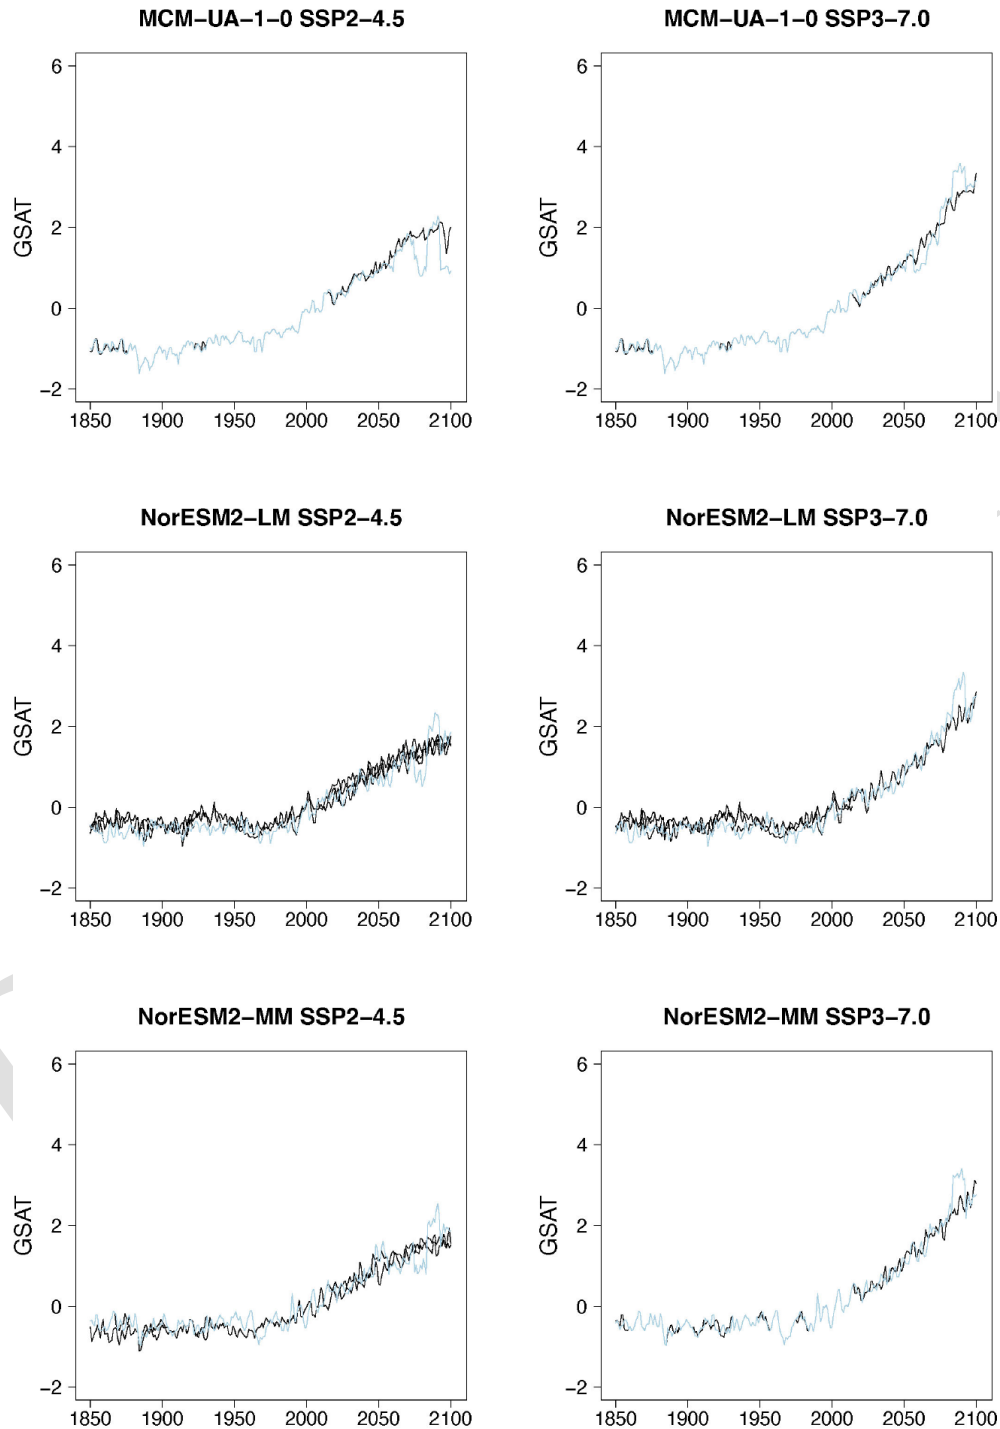 MCM−UA−1−0 SSP2−4.5
MCM−UA−1−0 SSP3−7.0
GSAT
6
4
2
0
−2
1850 1900 1950 2000 2050 2100
GSAT
6
4
2
0
−2
1850 1900 1950 2000 2050 2100
NorESM2−LM SSP2−4.5
NorESM2−LM SSP3−7.0
GSAT
6
4
2
0
−2
1850 1900 1950 2000 2050 2100
GSAT
6
4
2
0
−2
1850 1900 1950 2000 2050 2100
NorESM2−MM SSP2−4.5
NorESM2−MM SSP3−7.0
GSAT
6
4
2
0
−2
1850 1900 1950 2000 2050 2100
GSAT
6
4
2
0
−2
1850 1900 1950 2000 2050 2100